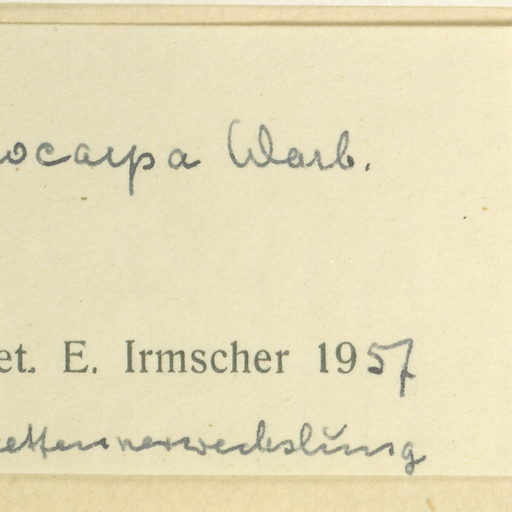 ocarpa Warb.
et. E. Irmscher 1957
ettenverwechslung